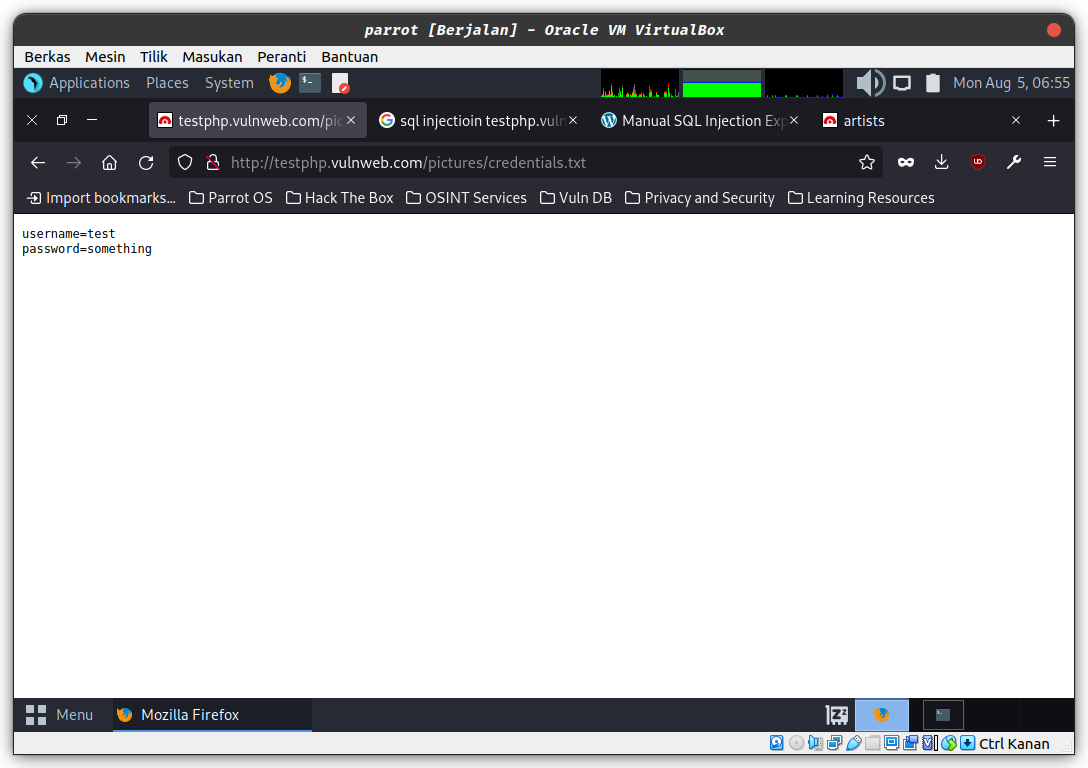 parrot [Berjalan] - Oracle VM VirtualBox
Berkas Mesin Tilik Masukan Peranti Bantuan
Applications Places System Mon Aug 5, 06:55
testphp.vulnweb.com/pic sql injectioin testphp.vuln Manual SQL Injection Exp artists
http://testphp.vulnweb.com/pictures/credentials.txt
Import bookmarks... Parrot OS Hack The Box OSINT Services Vuln DB Privacy and Security Learning Resources
username=test
password=something
Menu Mozilla Firefox
Ctrl Kanan